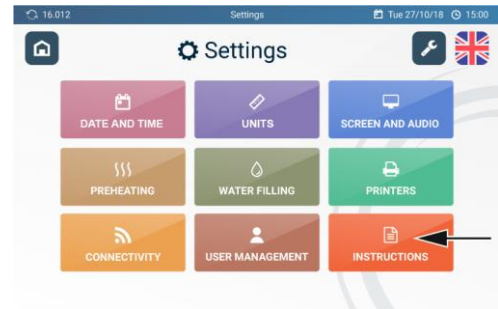 16.012 Settings Tue 27/10/18 15:00
Settings
DATE AND TIME UNITS SCREEN AND AUDIO
PREHEATING WATER FILLING PRINTERS
CONNECTIVITY USER MANAGEMENT INSTRUCTIONS